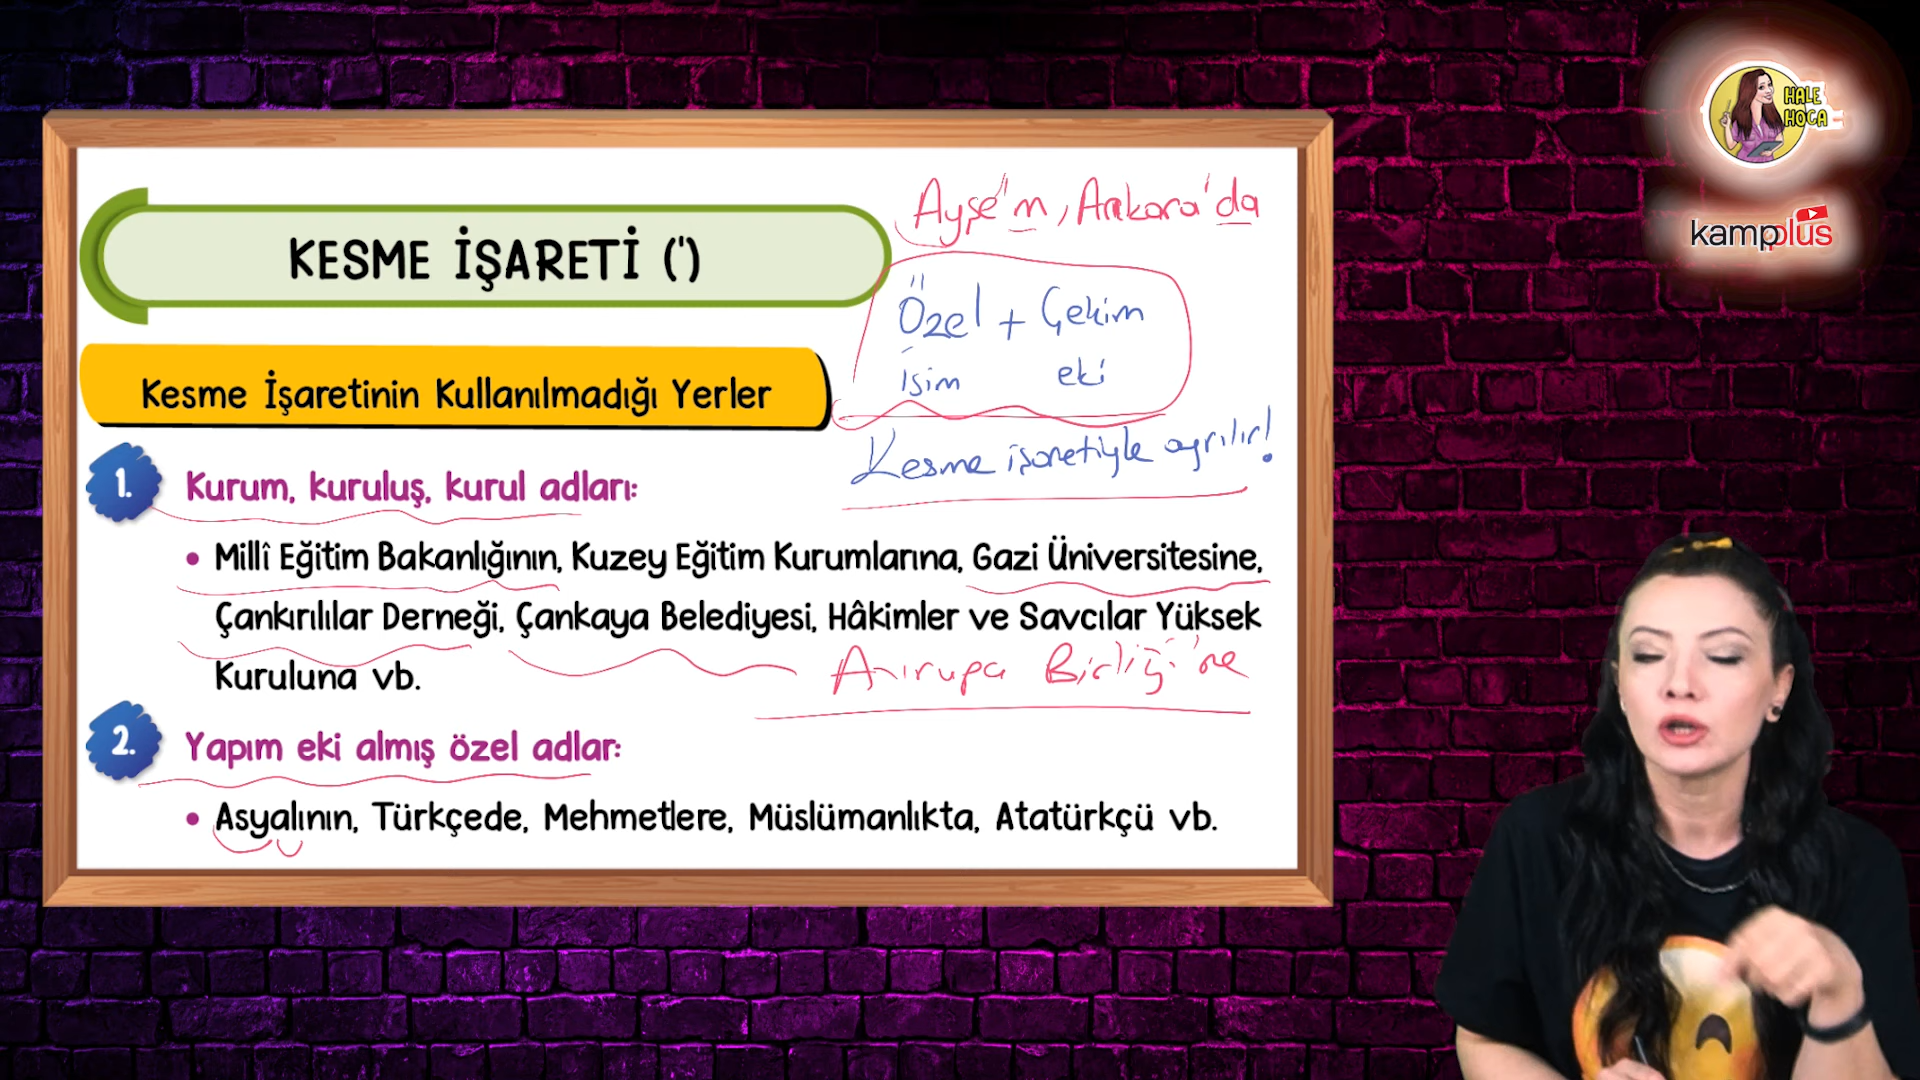 HALE
HOCA
kampplus
KESME İŞARETİ (')
Ayşe'm, Ankara'da
Özel + Çekim
isim eki
Kesme işaretiyle ayrılır!
Kesme İşaretinin Kullanılmadığı Yerler
1. Kurum, kuruluş, kurul adları:
• Millî Eğitim Bakanlığının, Kuzey Eğitim Kurumlarına, Gazi Üniversitesine,
Çankırılılar Derneği, Çankaya Belediyesi, Hâkimler ve Savcılar Yüksek
Kuruluna vb.
Avrupa Birliği'ne
2. Yapım eki almış özel adlar:
• Asyalının, Türkçede, Mehmetlere, Müslümanlıkta, Atatürkçü vb.